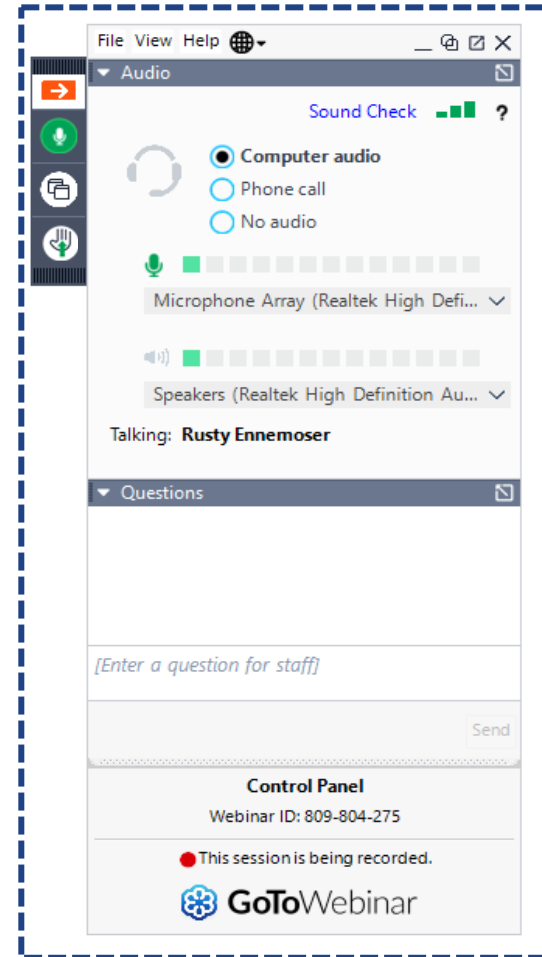 File View Help
Audio
Sound Check ?
Computer audio
Phone call
No audio
Microphone Array (Realtek High Defi...
Speakers (Realtek High Definition Au...
Talking: Rusty Ennemoser
Questions
[Enter a question for staff]
Send
Control Panel
Webinar ID: 809-804-275
This session is being recorded.
GoToWebinar